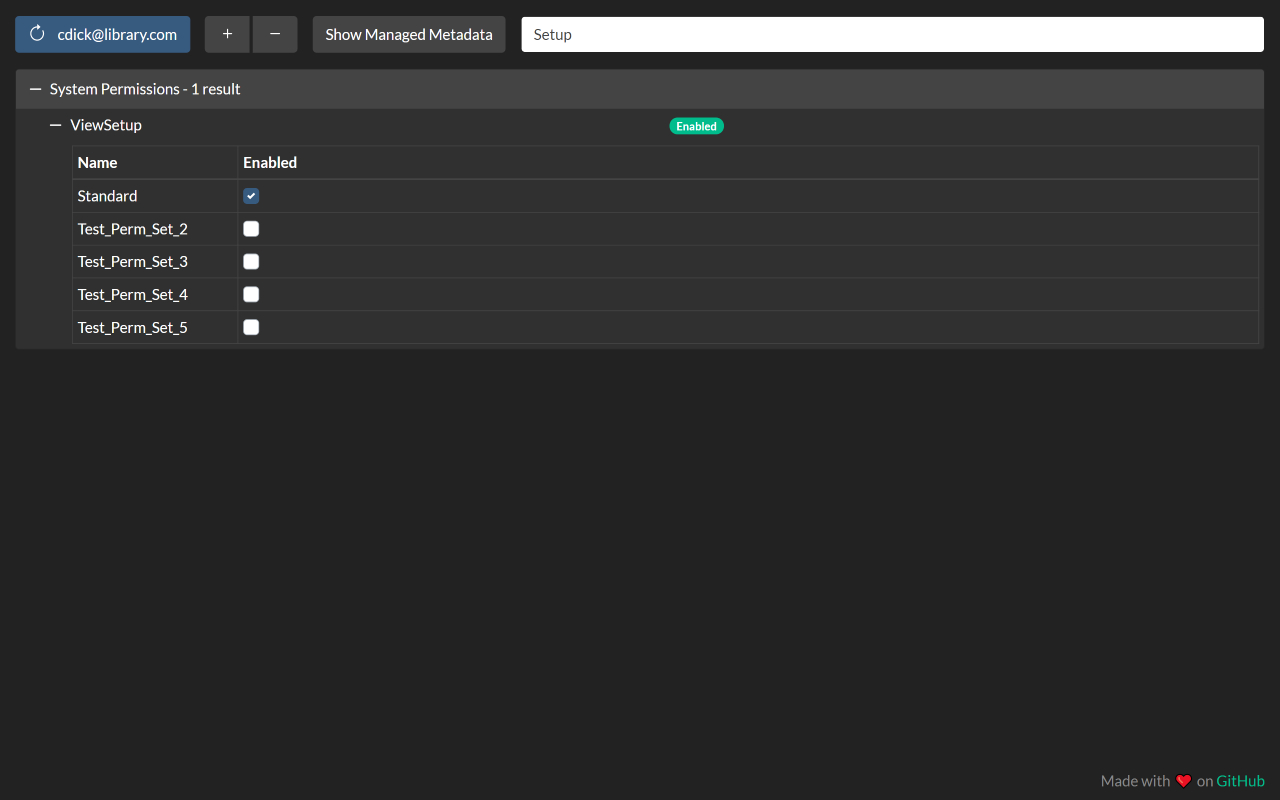 cdick@library.com + − Show Managed Metadata Setup
System Permissions - 1 result
ViewSetup Enabled
Name Enabled
Standard
Test_Perm_Set_2
Test_Perm_Set_3
Test_Perm_Set_4
Test_Perm_Set_5
Made with ❤️ on GitHub